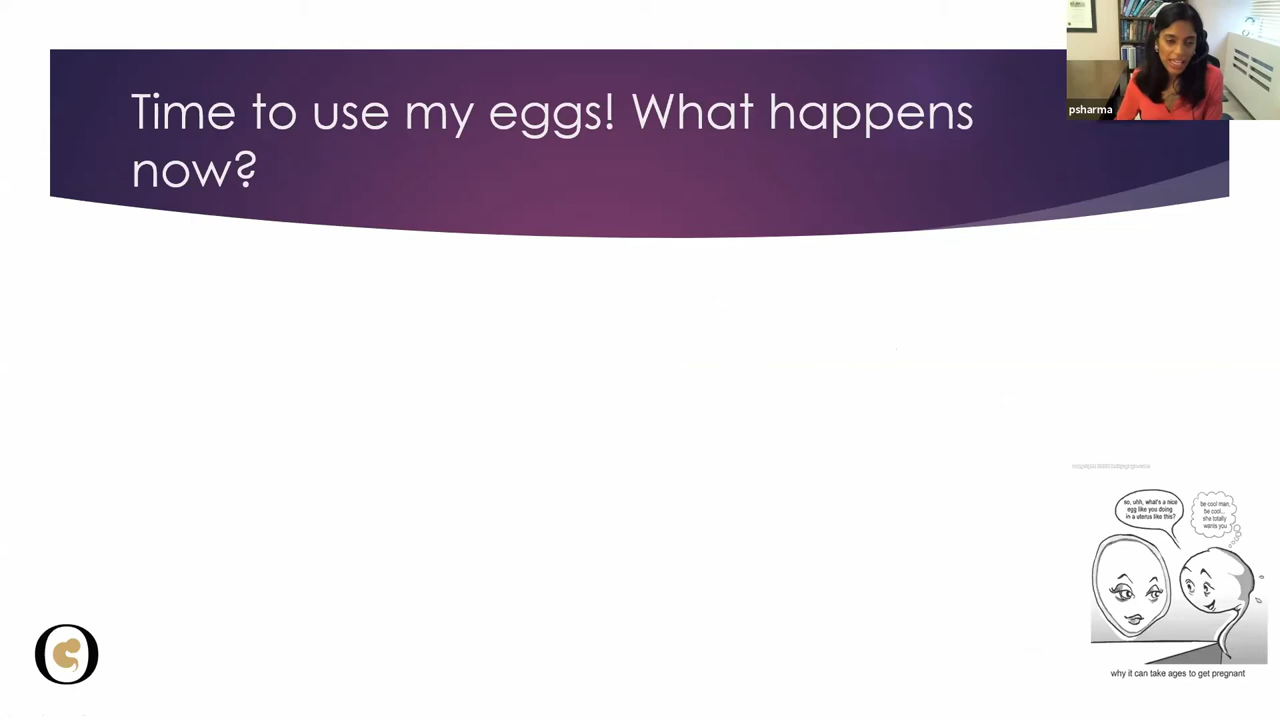 Time to use my eggs! What happens
now?
psharma
so, uhh, what's a nice
egg like you doing
in a uterus like this?
be cool man,
be cool...
she totally
wants you
why it can take ages to get pregnant